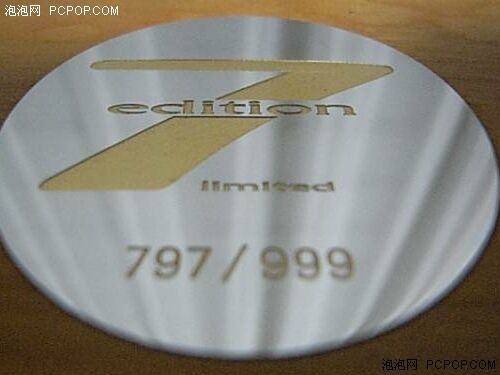 泡泡网 PCPOP.COM
7
edition
limited
797/999
泡泡网 PCPOP.COM